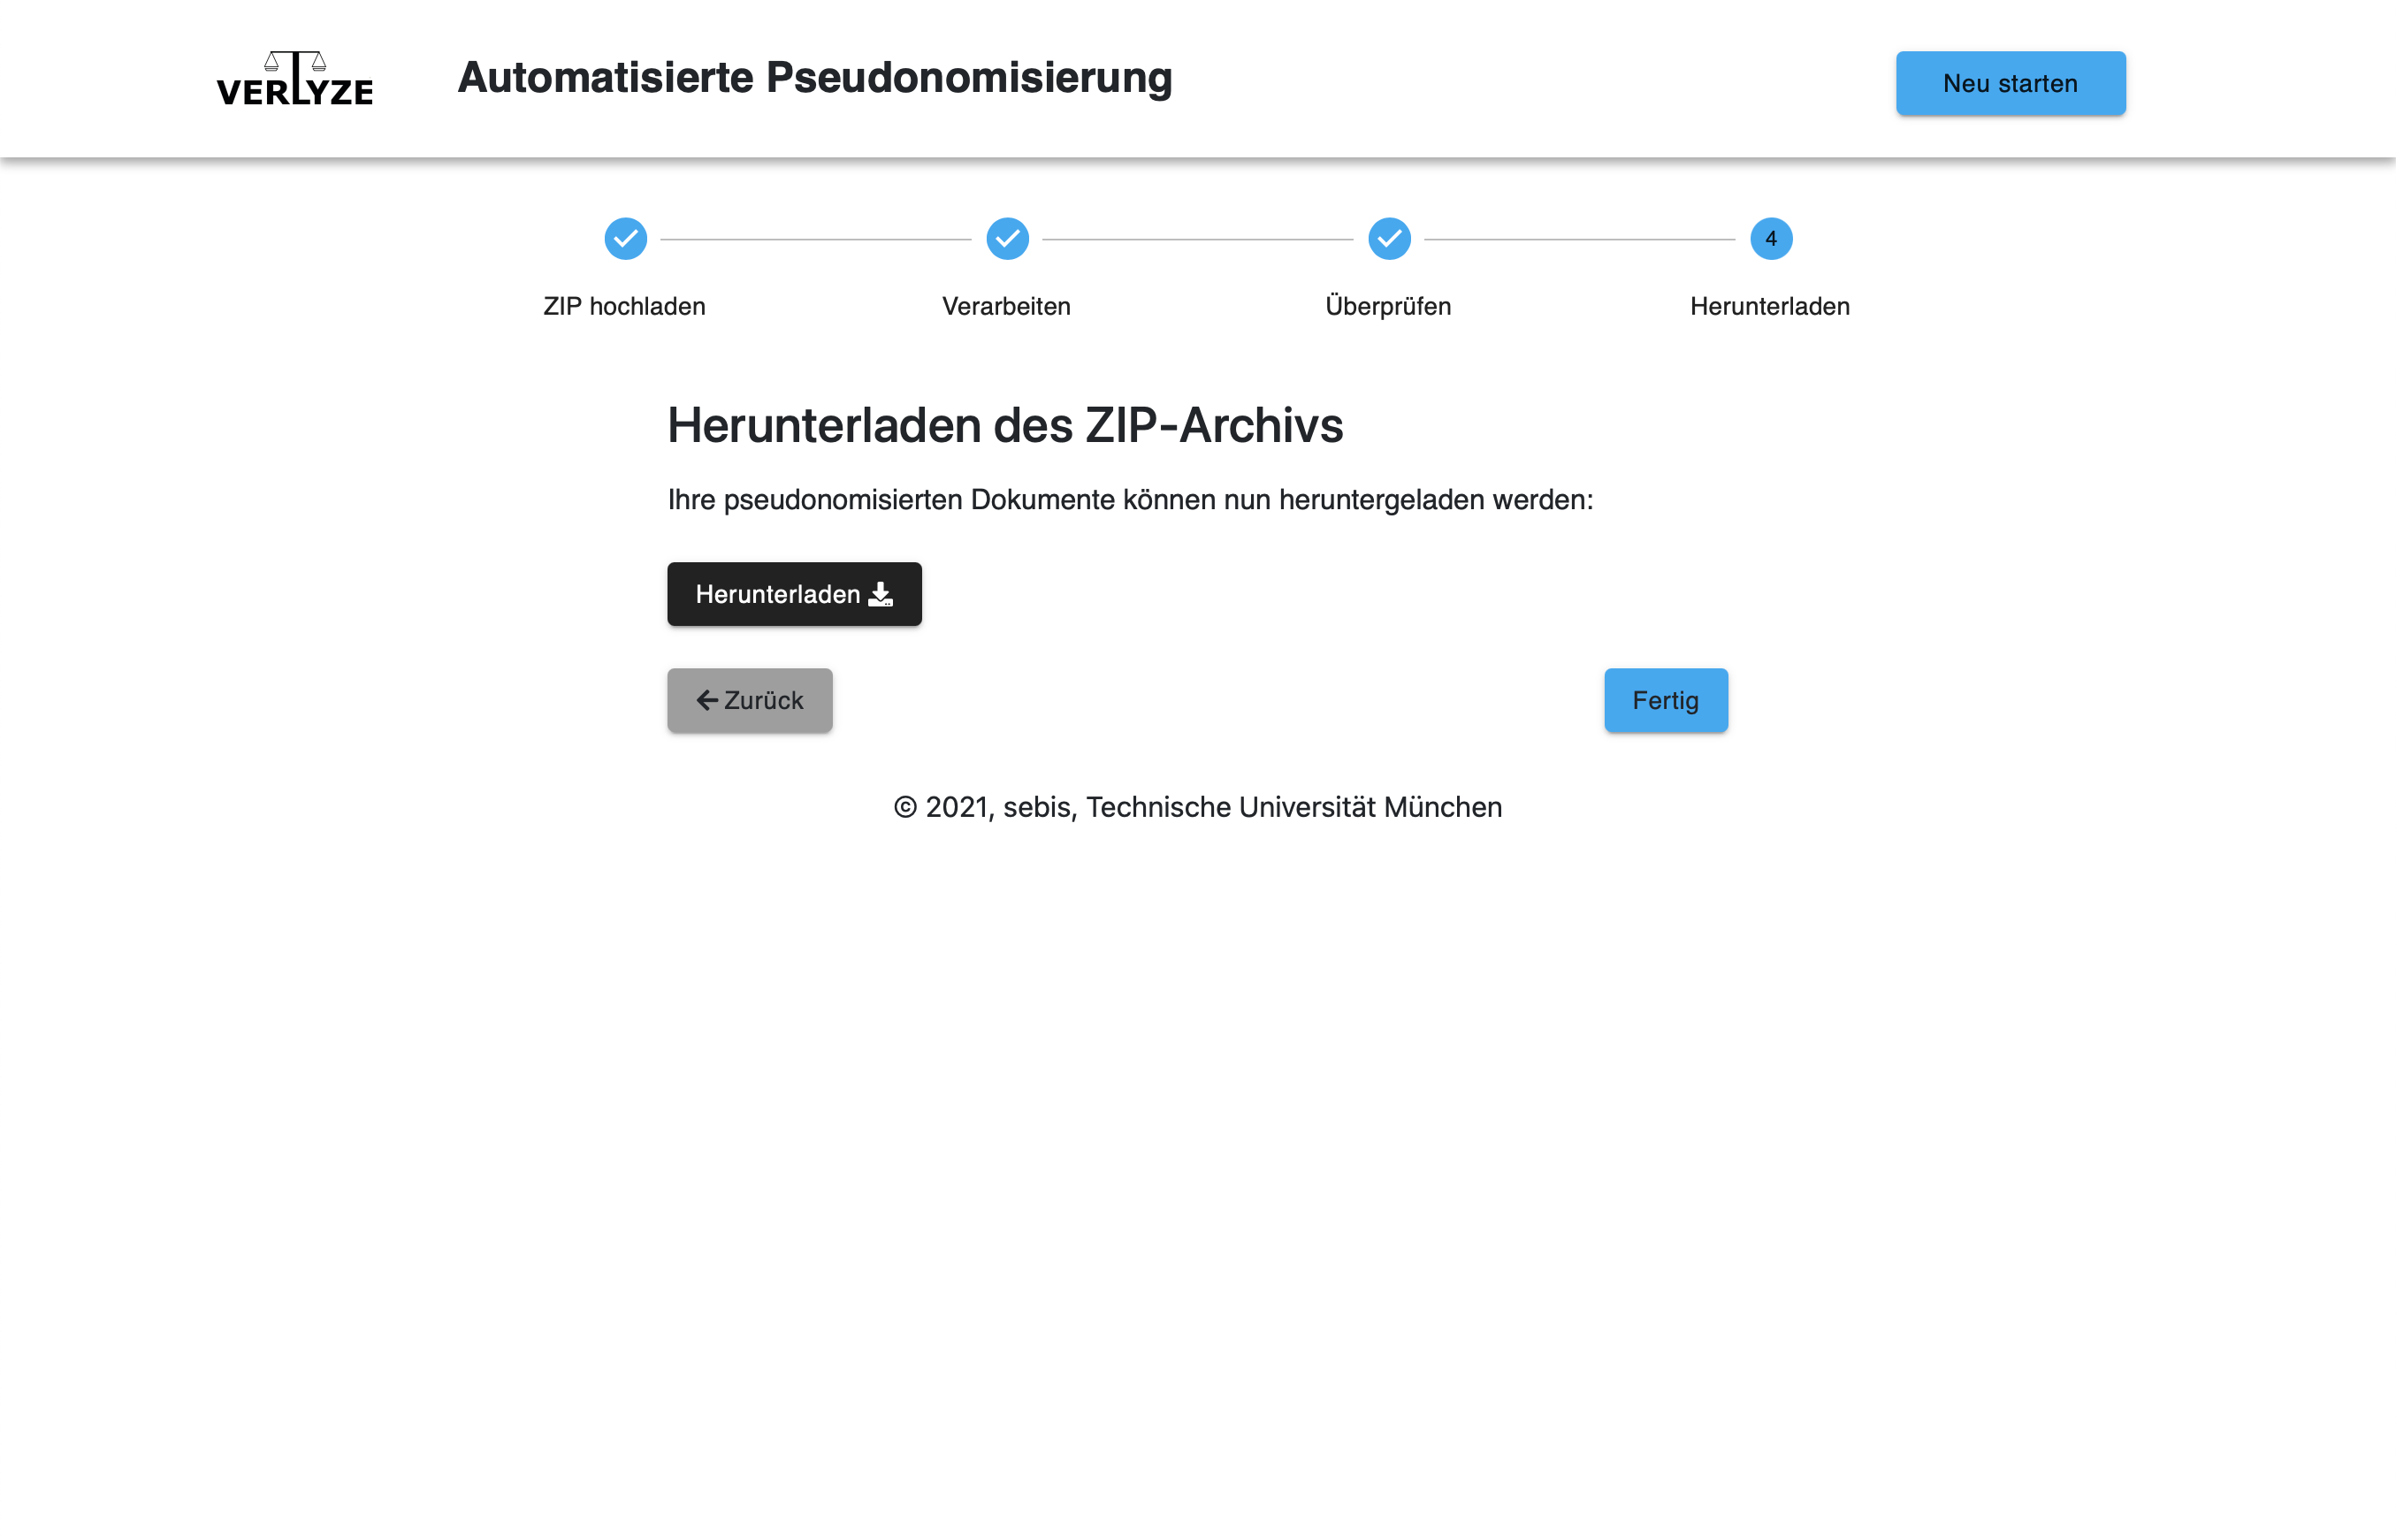 VERLYZE
Automatisierte Pseudonomisierung
Neu starten
4
ZIP hochladen
Verarbeiten
Überprüfen
Herunterladen
Herunterladen des ZIP-Archivs
Ihre pseudonomisierten Dokumente können nun heruntergeladen werden:
Herunterladen
Zurück
Fertig
© 2021, sebis, Technische Universität München